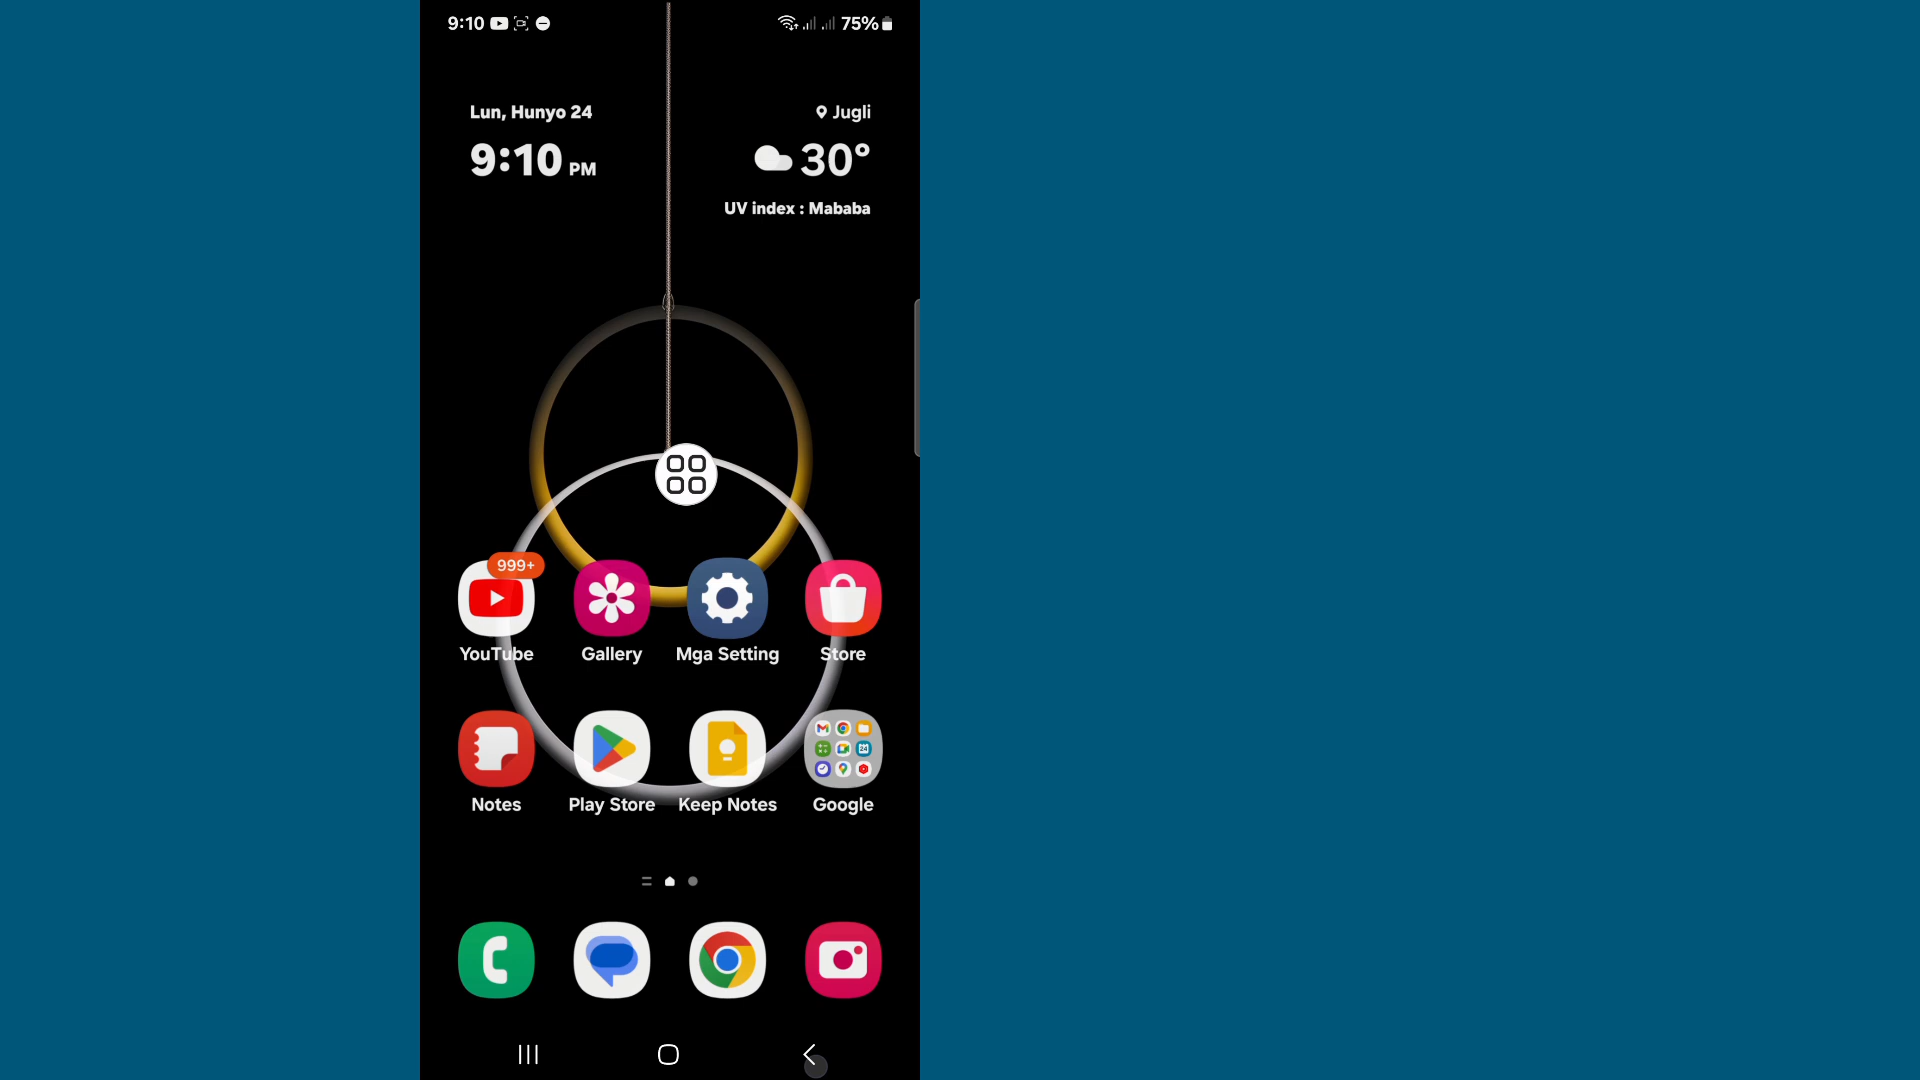 9:10
75%
Lun, Hunyo 24
Jugli
9:10 PM
30°
UV index : Mababa
999+
YouTube
Gallery
Mga Setting
Store
Notes
Play Store
Keep Notes
Google